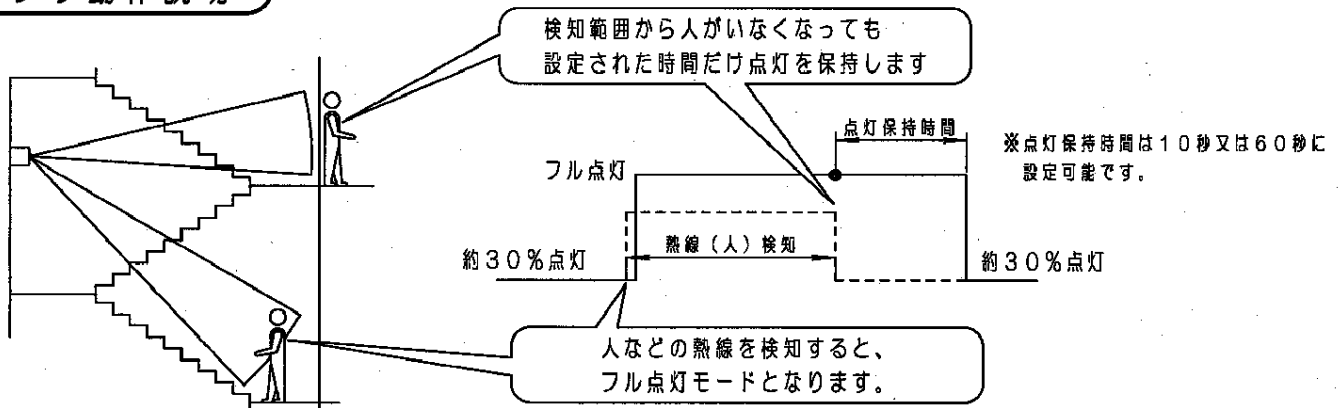 検知範囲から人がいなくなっても
設定された時間だけ点灯を保持します
点灯保持時間
※点灯保持時間は10秒又は60秒に
設定可能です。
フル点灯
熱線（人）検知
約30%点灯
約30%点灯
人などの熱線を検知すると、
フル点灯モードとなります。